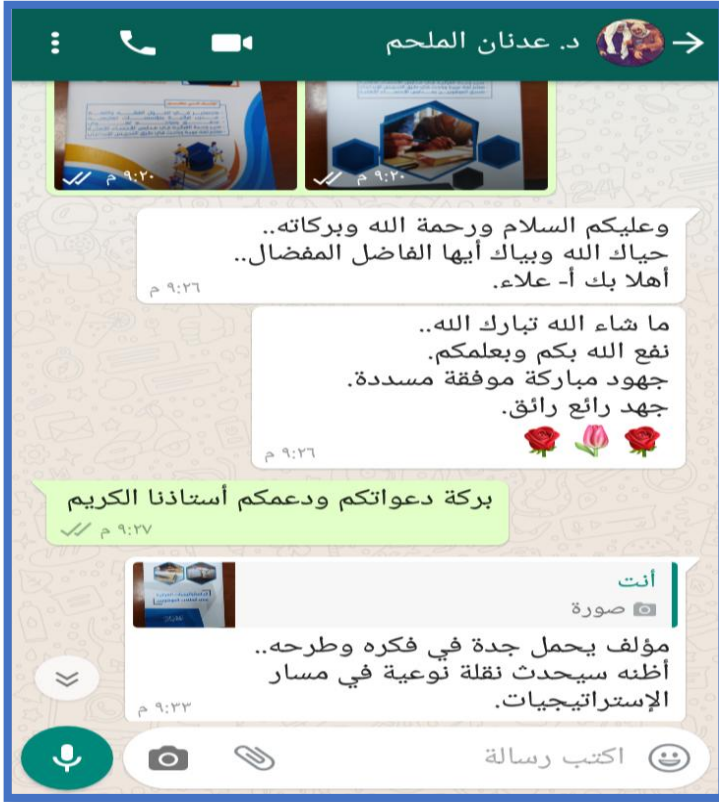 د. عدنان الملحم
٩:٢٠ م
٩:٢٠ م
وعليكم السلام ورحمة الله وبركاته..
حياك الله وبياك أيها الفاضل المفضال..
أهلا بك أ- علاء.
٩:٢٦ م
ما شاء الله تبارك الله..
نفع الله بكم وبعلمكم.
جهود مباركة موفقة مسددة.
جهد رائع رائق.
٩:٢٦ م
بركة دعواتكم ودعمكم أستاذنا الكريم
٩:٢٧ م
أنت
صورة
مؤلف يحمل جدة في فكره وطرحه..
أظنه سيحدث نقلة نوعية في مسار
الإستراتيجيات.
٩:٣٣ م
اكتب رسالة